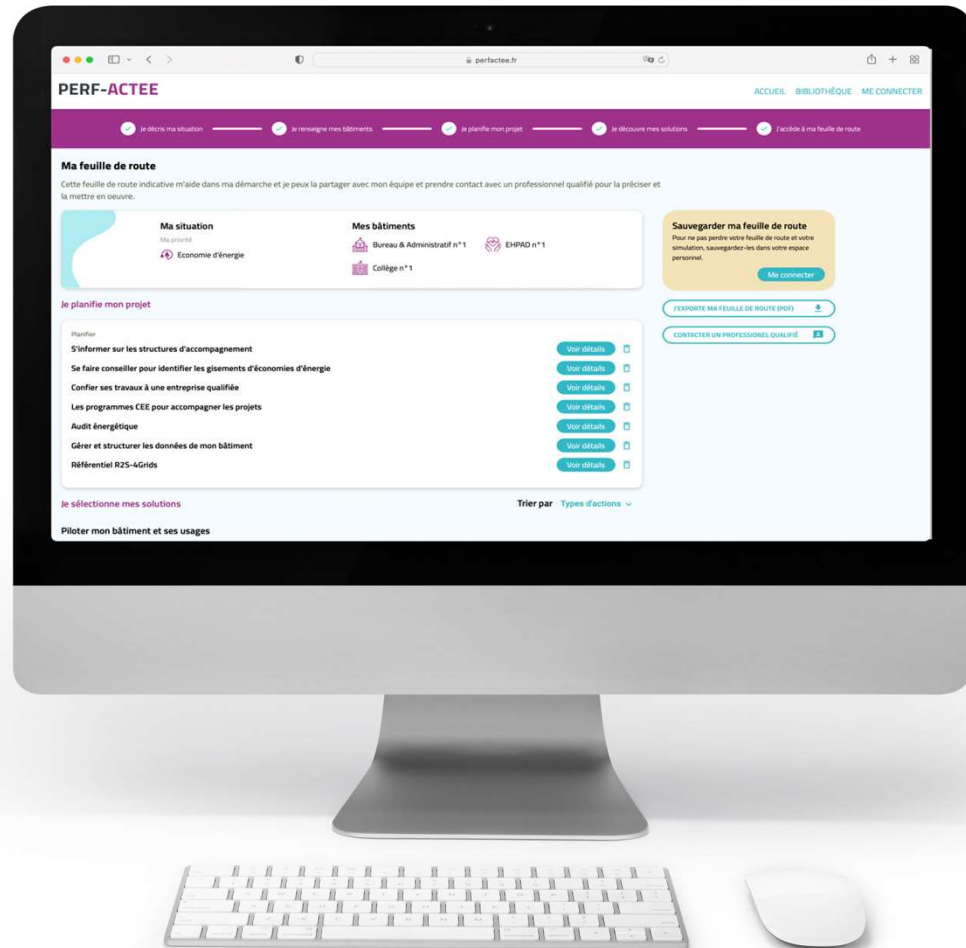 perfactee.fr
PERF-ACTEE
ACCUEIL BIBLIOTHÈQUE ME CONNECTER
Je décris ma situation
Je renseigne mes bâtiments
Je planifie mon projet
Je découvre mes solutions
J'accède à ma feuille de route
Ma feuille de route
Cette feuille de route indicative m'aide dans ma démarche et je peux la partager avec mon équipe et prendre contact avec un professionnel qualifié pour la préciser et
la mettre en oeuvre.
Ma situation
Ma priorité
Economie d'énergie
Mes bâtiments
Bureau & Administratif n°1
EHPAD n°1
Collège n°1
Sauvegarder ma feuille de route
Pour ne pas perdre votre feuille de route et votre
simulation, sauvegardez-les dans votre espace
personnel.
Me connecter
J'EXPORTE MA FEUILLE DE ROUTE (PDF)
CONTACTER UN PROFESSIONEL QUALIFIÉ
Je planifie mon projet
Planifier
S'informer sur les structures d'accompagnement
Voir détails
Se faire conseiller pour identifier les gisements d'économies d'énergie
Voir détails
Confier ses travaux à une entreprise qualifiée
Voir détails
Les programmes CEE pour accompagner les projets
Voir détails
Audit énergétique
Voir détails
Gérer et structurer les données de mon bâtiment
Voir détails
Référentiel R2S-4Grids
Voir détails
Je sélectionne mes solutions
Trier par Types d'actions
Piloter mon bâtiment et ses usages